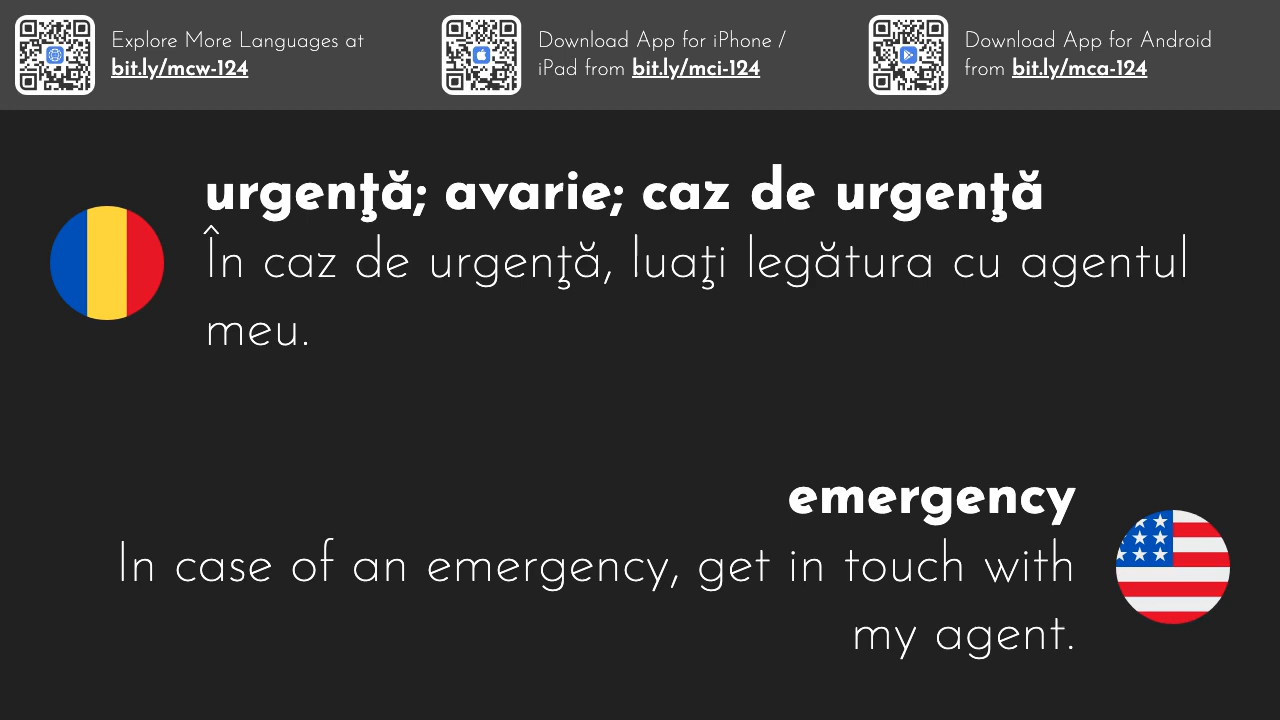 Explore More Languages at
bit.ly/mcw-124
Download App for iPhone /
iPad from bit.ly/mci-124
Download App for Android
from bit.ly/mca-124
urgenţă; avarie; caz de urgenţă
În caz de urgenţă, luaţi legătura cu agentul
meu.
emergency
In case of an emergency, get in touch with
my agent.